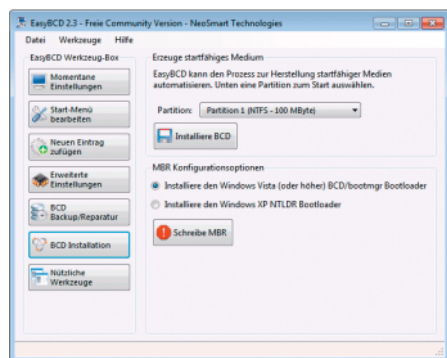 EasyBCD 2.3 - Freie Community Version - NeoSmart Technologies
Datei Werkzeuge Hilfe
EasyBCD Werkzeug-Box
Momentane
Einstellungen
Start-Menü
bearbeiten
Neuen Eintrag
zufügen
Erweiterte
Einstellungen
BCD
Backup/Reparatur
BCD Installation
Nützliche
Werkzeuge
Erzeuge startfähiges Medium
EasyBCD kann den Prozess zur Herstellung startfähiger Medien
automatisieren. Unten eine Partition zum Start auswählen.
Partition: Partition 1 (NTFS - 100 MByte)
Installiere BCD
MBR Konfigurationsoptionen
Installiere den Windows Vista (oder höher) BCD/bootmgr Bootloader
Installiere den Windows XP NTLDR Bootloader
Schreibe MBR